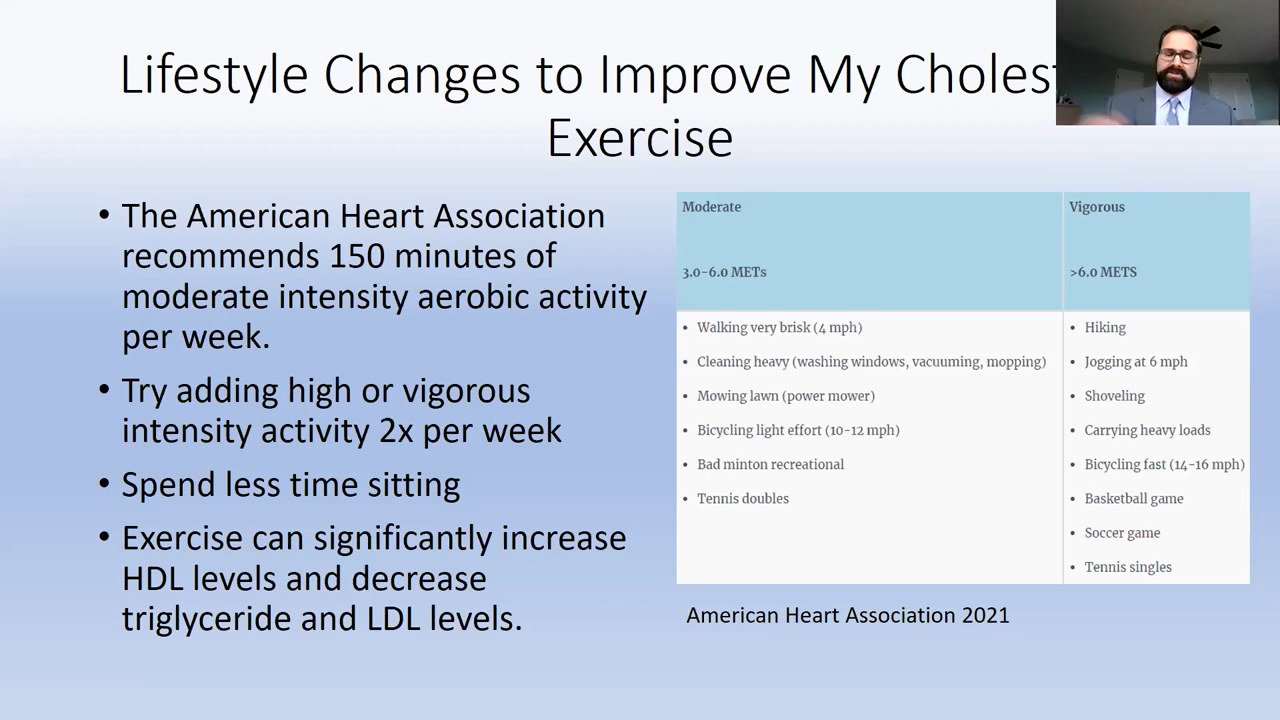 Lifestyle Changes to Improve My
Exercise
• The American Heart Association
recommends 150 minutes of
moderate intensity aerobic activity
per week.
• Try adding high or vigorous
intensity activity 2x per week
• Spend less time sitting
• Exercise can significantly increase
HDL levels and decrease
triglyceride and LDL levels.
Moderate
3.0-6.0 METs
Vigorous
>6.0 METS
• Walking very brisk (4 mph)
• Cleaning heavy (washing windows, vacuuming, mopping)
• Mowing lawn (power mower)
• Bicycling light effort (10-12 mph)
• Bad minton recreational
• Tennis doubles
• Hiking
• Jogging at 6 mph
• Shoveling
• Carrying heavy loads
• Bicycling fast (14-16 mph)
• Basketball game
• Soccer game
• Tennis singles
American Heart Association 2021